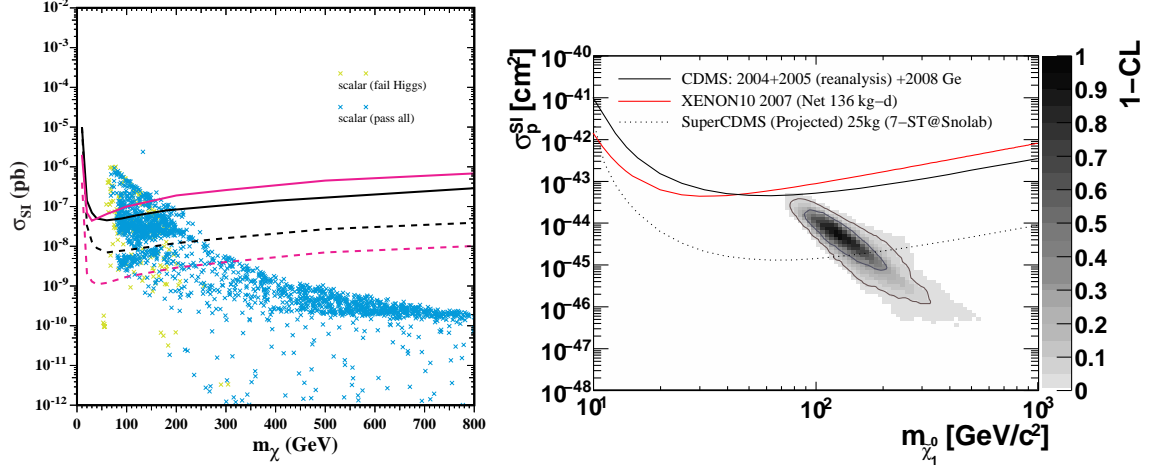 10⁻²
10⁻³
10⁻⁴
10⁻⁵
10⁻⁶
10⁻⁷
10⁻⁸
10⁻⁹
10⁻¹⁰
10⁻¹¹
10⁻¹²
σSI (pb)
scalar (fail Higgs)
scalar (pass all)
0 100 200 300 400 500 600 700 800
mχ (GeV)
10⁻⁴⁰
10⁻⁴¹
10⁻⁴²
10⁻⁴³
10⁻⁴⁴
10⁻⁴⁵
10⁻⁴⁶
10⁻⁴⁷
10⁻⁴⁸
σₚSI [cm²]
CDMS: 2004+2005 (reanalysis) +2008 Ge
XENON10 2007 (Net 136 kg−d)
SuperCDMS (Projected) 25kg (7−ST@Snolab)
10¹ 10² 10³
mχ̃⁰₁ [GeV/c²]
1
0.9
0.8
0.7
0.6
0.5
0.4
0.3
0.2
0.1
0
1−CL